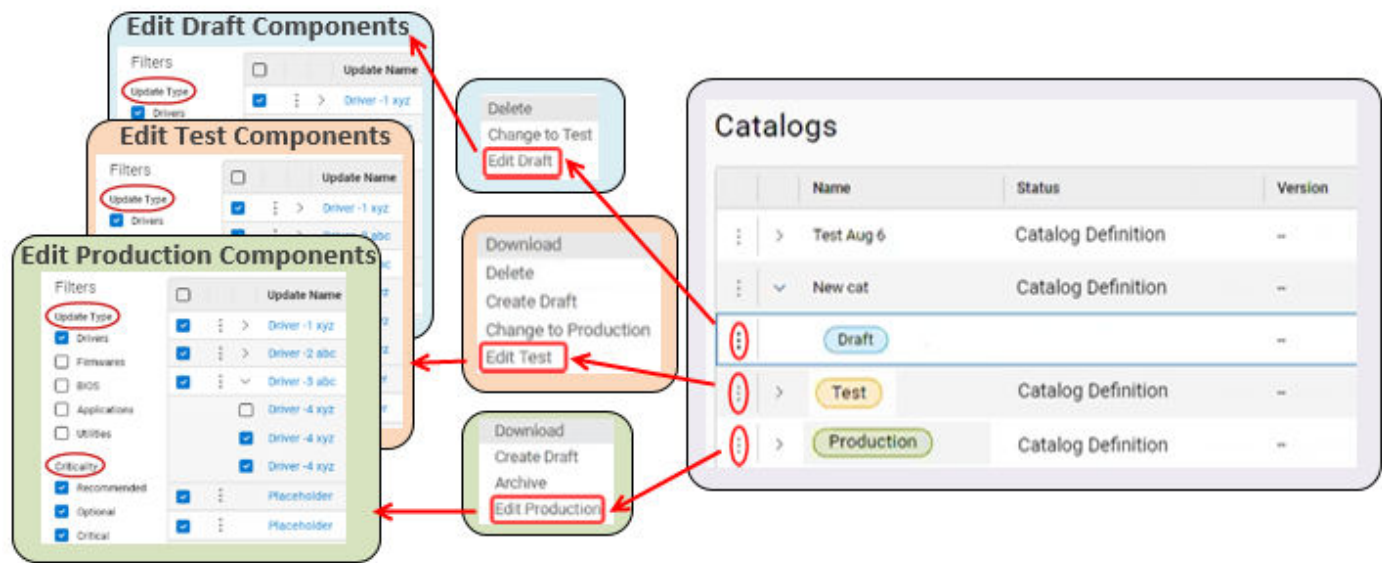 Edit Draft Components
Filters
Update Type
Drivers
Update Name
Driver -1 xyz
Edit Test Components
Filters
Update Type
Drivers
Update Name
Driver -1 xyz
Edit Production Components
Filters
Update Type
Drivers
Firmwares
BIOS
Applications
Utilities
Criticality
Recommended
Optional
Critical
Update Name
Driver -1 xyz
Driver -2 abc
Driver -3 abc
Driver -4 xyz
Driver -4 xyz
Driver -4 xyz
Placeholder
Placeholder
Delete
Change to Test
Edit Draft
Download
Delete
Create Draft
Change to Production
Edit Test
Download
Create Draft
Archive
Edit Production
Catalogs
Name Status Version
Test Aug 6 Catalog Definition --
New cat Catalog Definition --
Draft --
Test Catalog Definition --
Production Catalog Definition --